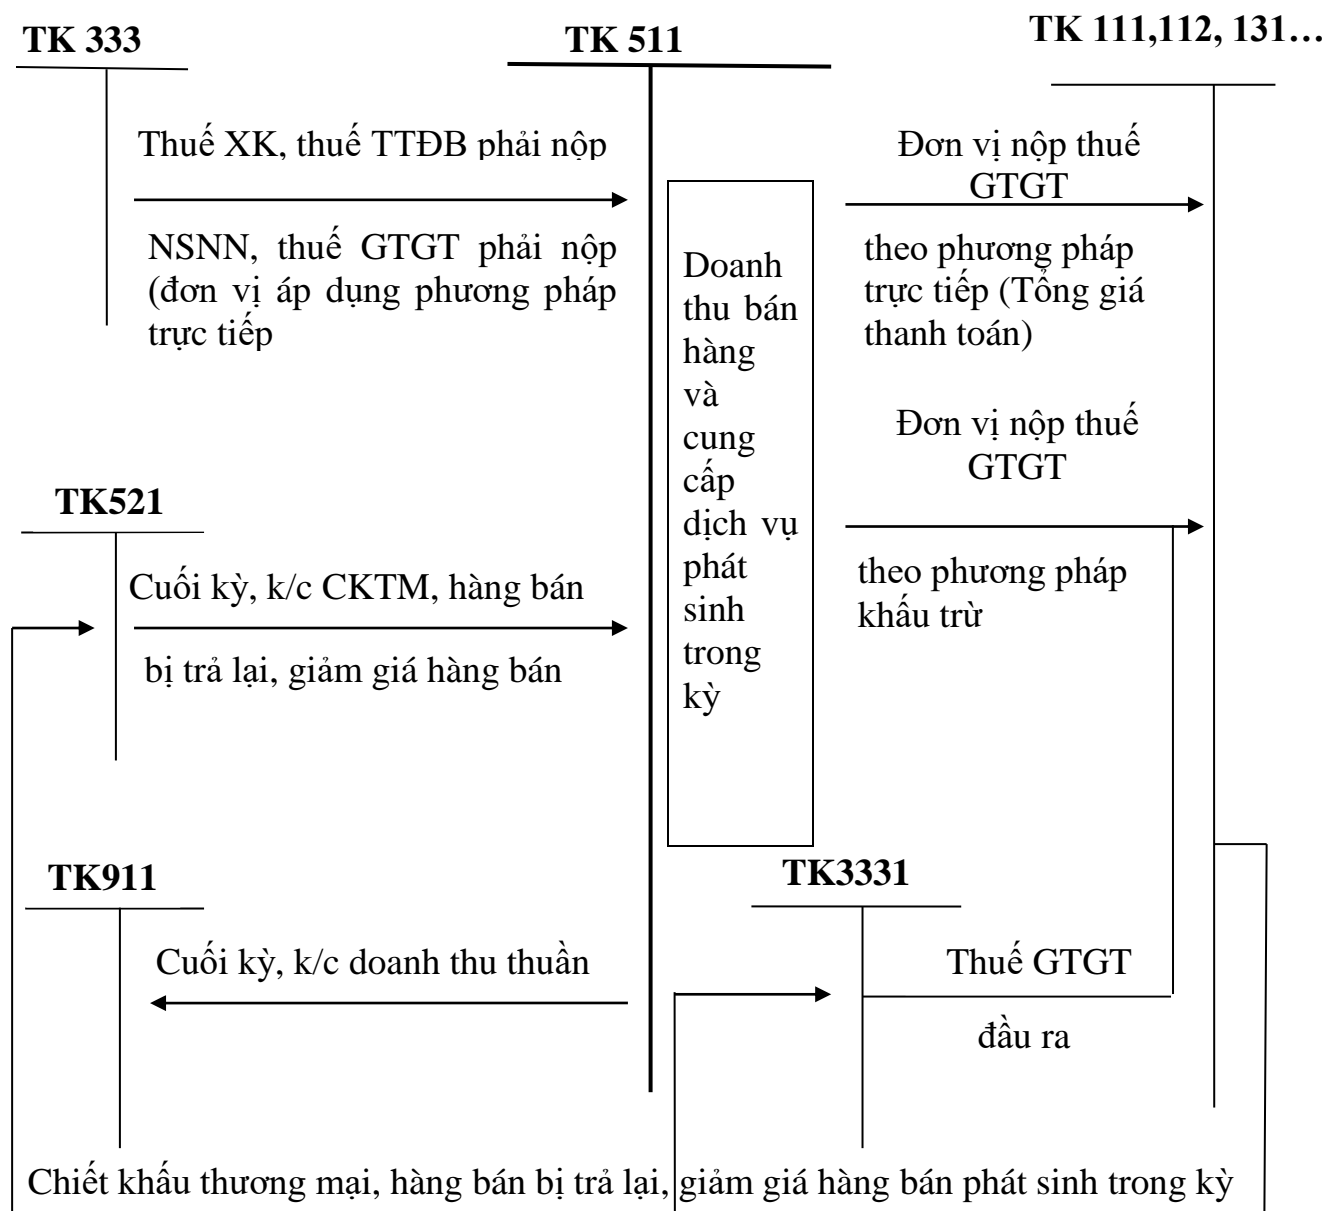 TK 333
TK 511
TK 111,112, 131…
Thuế XK, thuế TTĐB phải nộp
NSNN, thuế GTGT phải nộp
(đơn vị áp dụng phương pháp
trực tiếp
Doanh
thu bán
hàng
và
cung
cấp
dịch vụ
phát
sinh
trong
kỳ
Đơn vị nộp thuế
GTGT
theo phương pháp
trực tiếp (Tổng giá
thanh toán)
Đơn vị nộp thuế
GTGT
theo phương pháp
khấu trừ
TK521
Cuối kỳ, k/c CKTM, hàng bán
bị trả lại, giảm giá hàng bán
TK911
Cuối kỳ, k/c doanh thu thuần
TK3331
Thuế GTGT
đầu ra
Chiết khấu thương mại, hàng bán bị trả lại, giảm giá hàng bán phát sinh trong kỳ